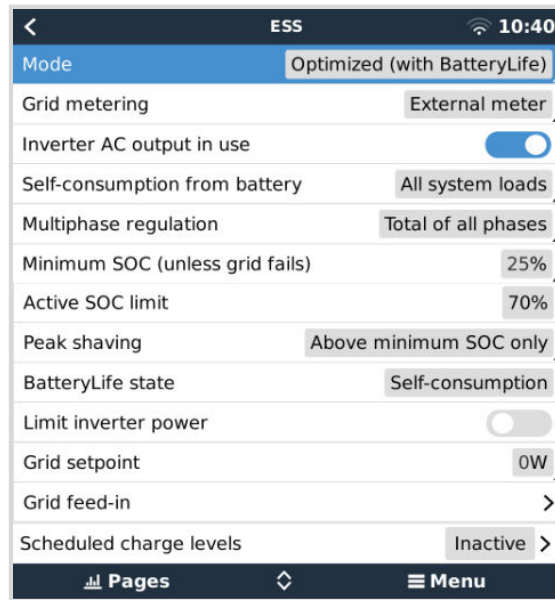 ESS 10:40
Mode Optimized (with BatteryLife)
Grid metering External meter
Inverter AC output in use
Self-consumption from battery All system loads
Multiphase regulation Total of all phases
Minimum SOC (unless grid fails) 25%
Active SOC limit 70%
Peak shaving Above minimum SOC only
BatteryLife state Self-consumption
Limit inverter power
Grid setpoint 0W
Grid feed-in
Scheduled charge levels Inactive
Pages Menu